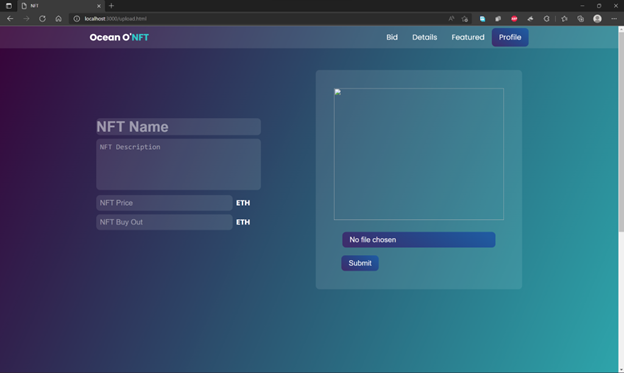 NFT
localhost:5000/upload.html
Ocean O'NFT
Bid Details Featured Profile
NFT Name
NFT Description
NFT Price ETH
NFT Buy Out ETH
No file chosen
Submit